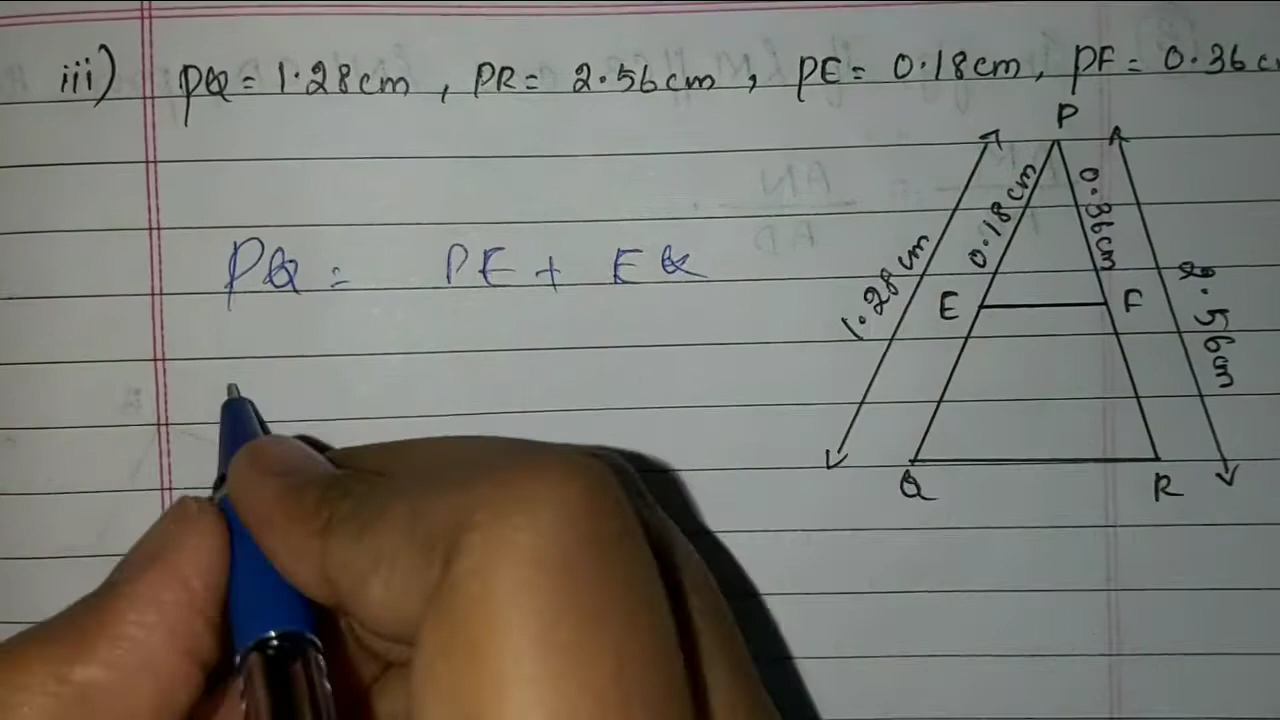 iii) PQ = 1.28cm, PR = 2.56cm, PE = 0.18cm, PF = 0.36c
P
0.18cm
0.36cm
PQ = PE + EQ
1.28cm
E
F
2.56cm
Q
R